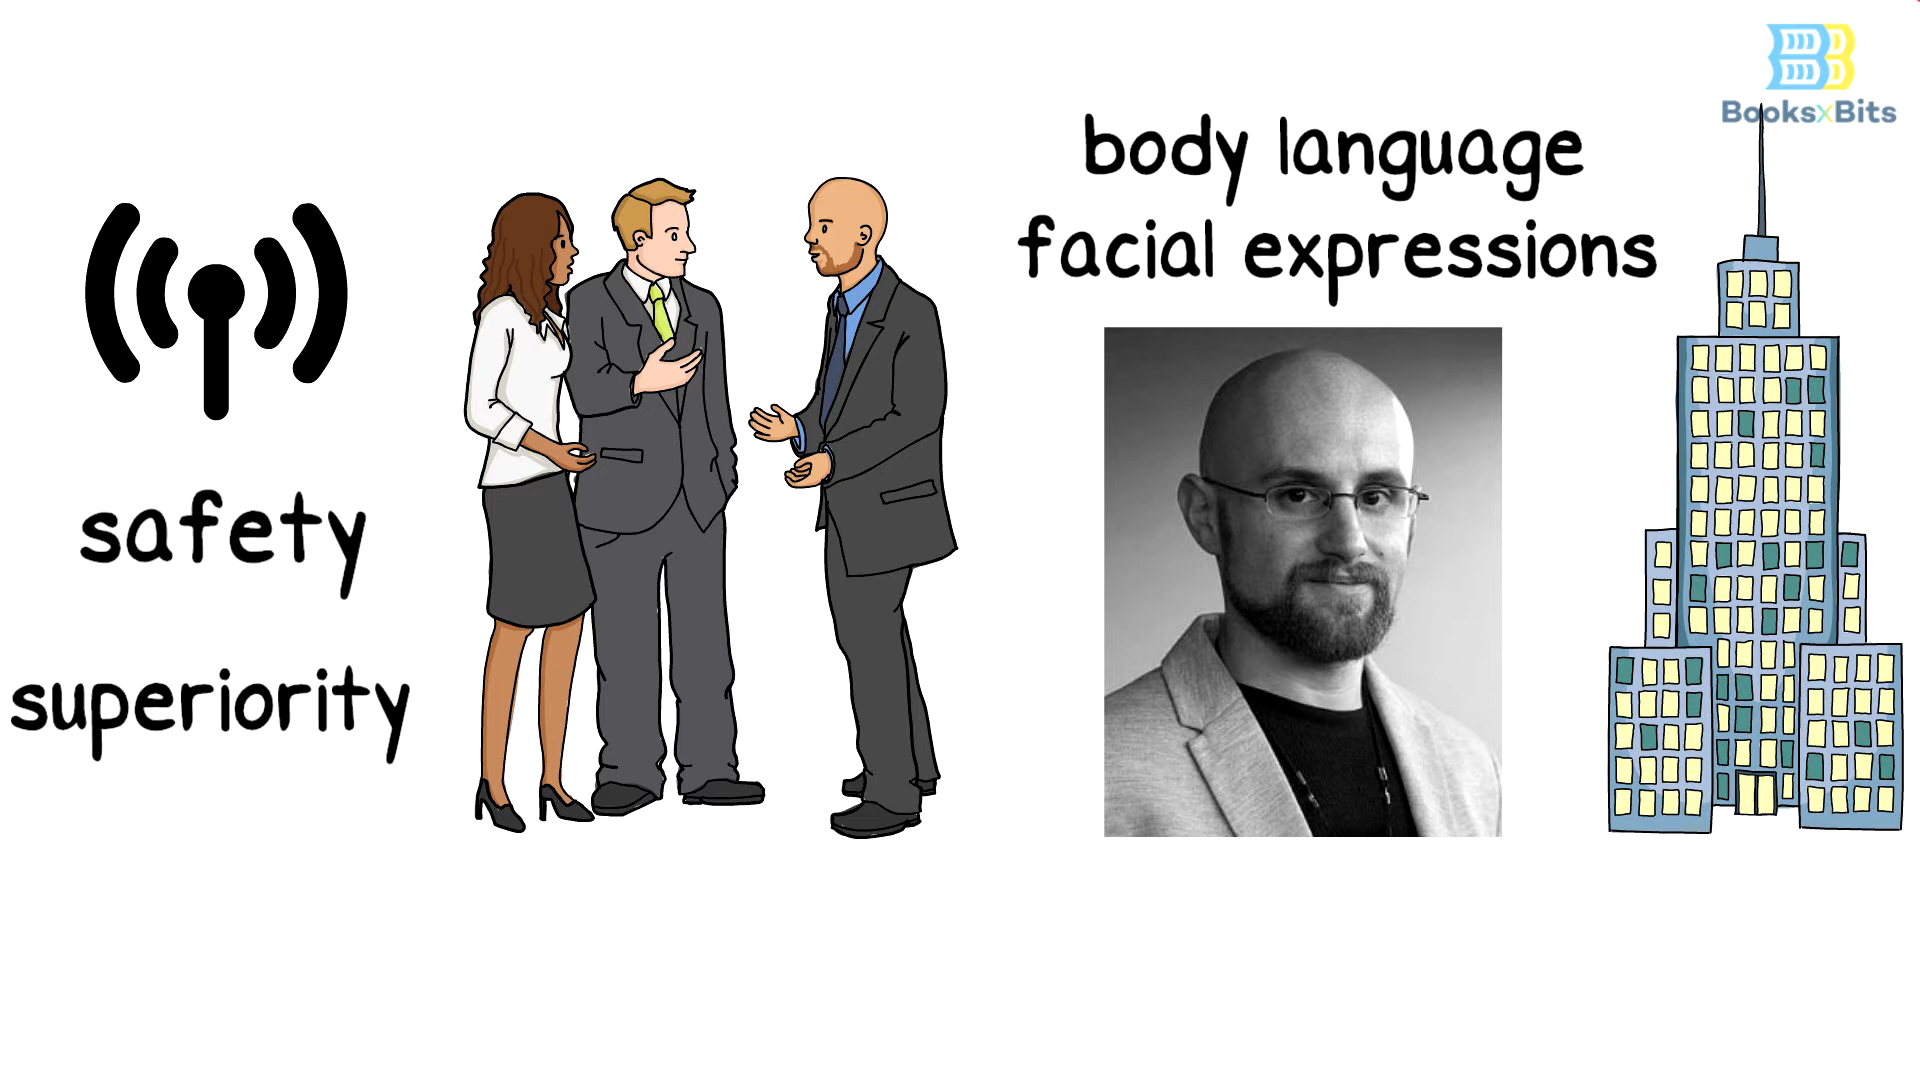 BooksxBits
body language
facial expressions
safety
superiority